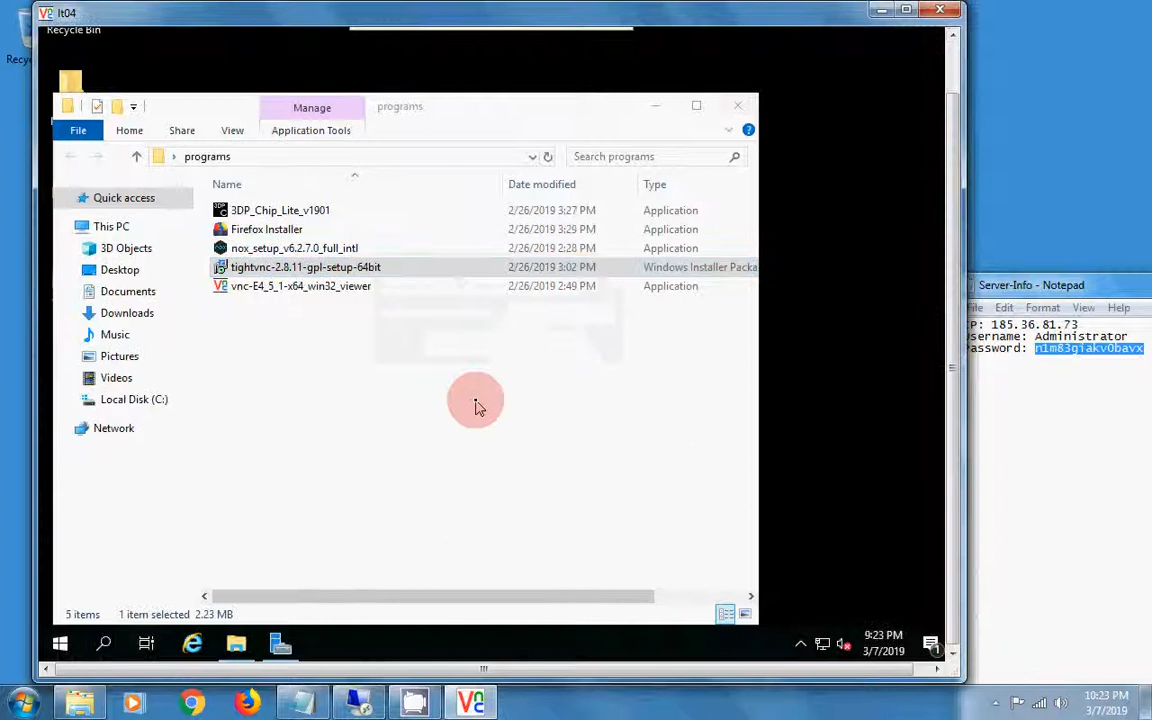 lt04
Recycle Bin
Recyc
Manage
programs
File
Home
Share
View
Application Tools
programs
Search programs
Name
Date modified
Type
Quick access
This PC
3D Objects
Desktop
Documents
Downloads
Music
Pictures
Videos
Local Disk (C:)
Network
3DP_Chip_Lite_v1901 2/26/2019 3:27 PM Application
Firefox Installer 2/26/2019 3:29 PM Application
nox_setup_v6.2.7.0_full_intl 2/26/2019 2:28 PM Application
tightvnc-2.8.11-gpl-setup-64bit 2/26/2019 3:02 PM Windows Installer Packa
vnc-E4_5_1-x64_win32_viewer 2/26/2019 2:49 PM Application
5 items 1 item selected 2.23 MB
9:23 PM
3/7/2019
Server-Info - Notepad
File Edit Format View Help
IP: 185.36.81.73
Username: Administrator
Password: n1m83giakv0bavx
10:23 PM
3/7/2019